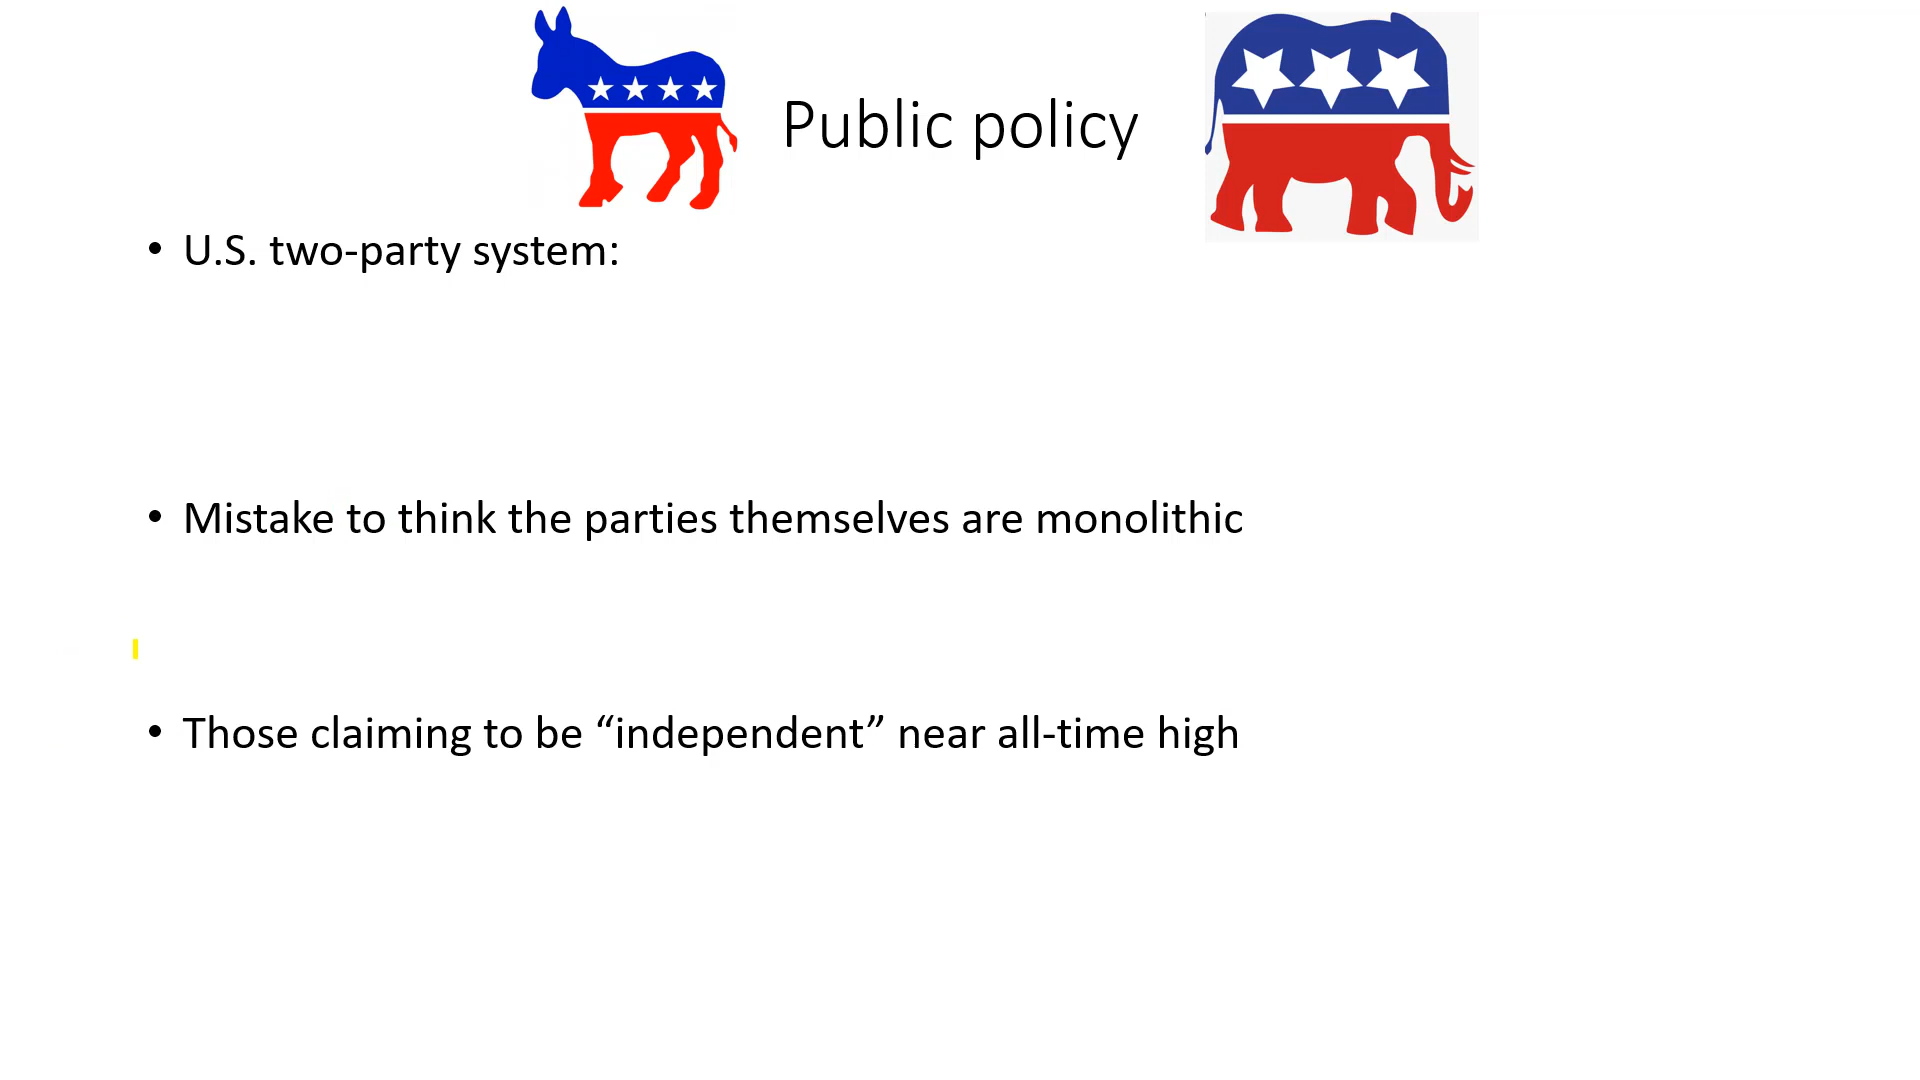 Public policy
• U.S. two-party system:
• Mistake to think the parties themselves are monolithic
• Those claiming to be “independent” near all-time high